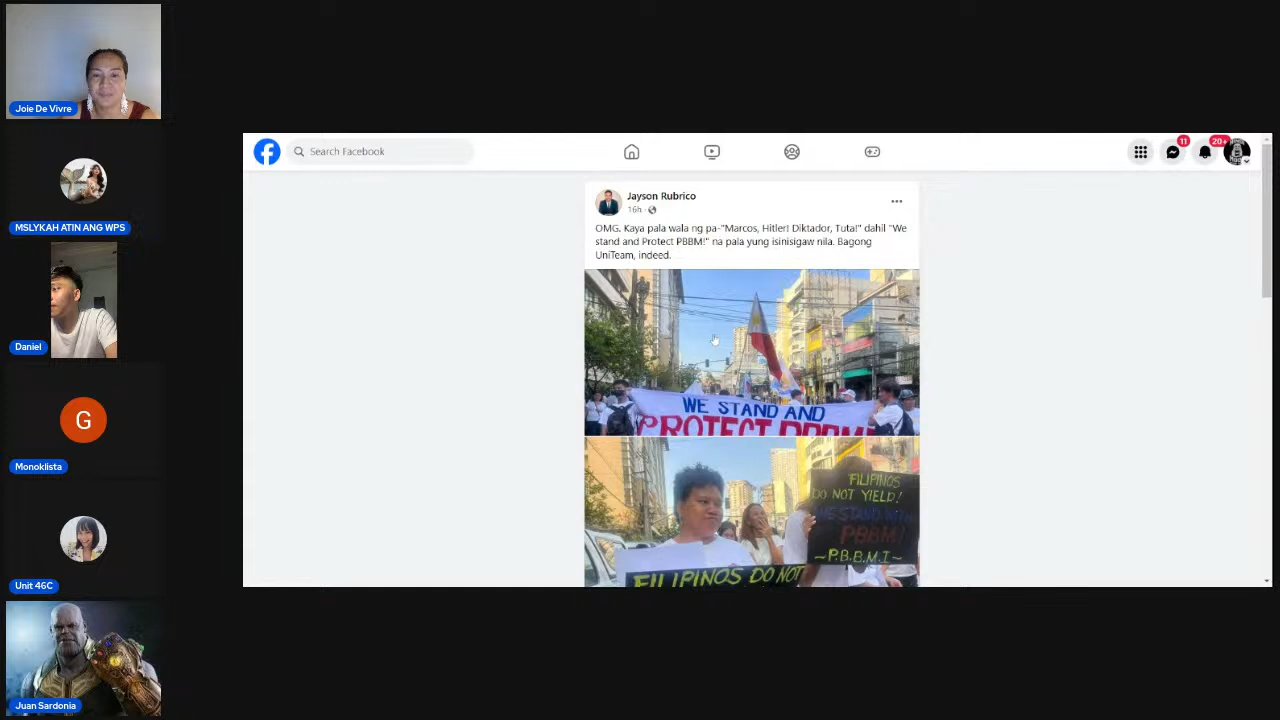 Joie De Vivre
MSLYKAH ATIN ANG WPS
Daniel
G
Monoklista
Unit 46C
Juan Sardonia
Search Facebook
11
20+
Jayson Rubrico
16h ·
OMG. Kaya pala wala ng pa-"Marcos, Hitler! Diktador, Tuta!" dahil "We
stand and Protect PBBM!" na pala yung isinisigaw nila. Bagong
UniTeam, indeed.
WE STAND AND
PROTECT PBBM!
FILIPINOS
DO NOT YIELD!
WE STAND WITH
PBBM!
~P.B.B.M.I~
FILIPINOS DO NOT